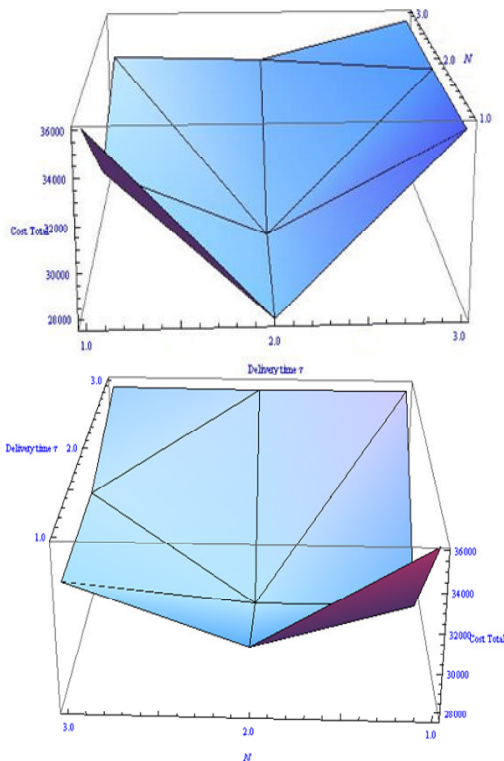 3.0
2.0 N
1.0
36000
34000
Cost Total 32000
30000
28000
1.0 2.0 3.0
Delivery time τ
3.0
Delivery time τ 2.0
1.0
36000
34000
32000 Cost Total
30000
28000
3.0 2.0 1.0
N